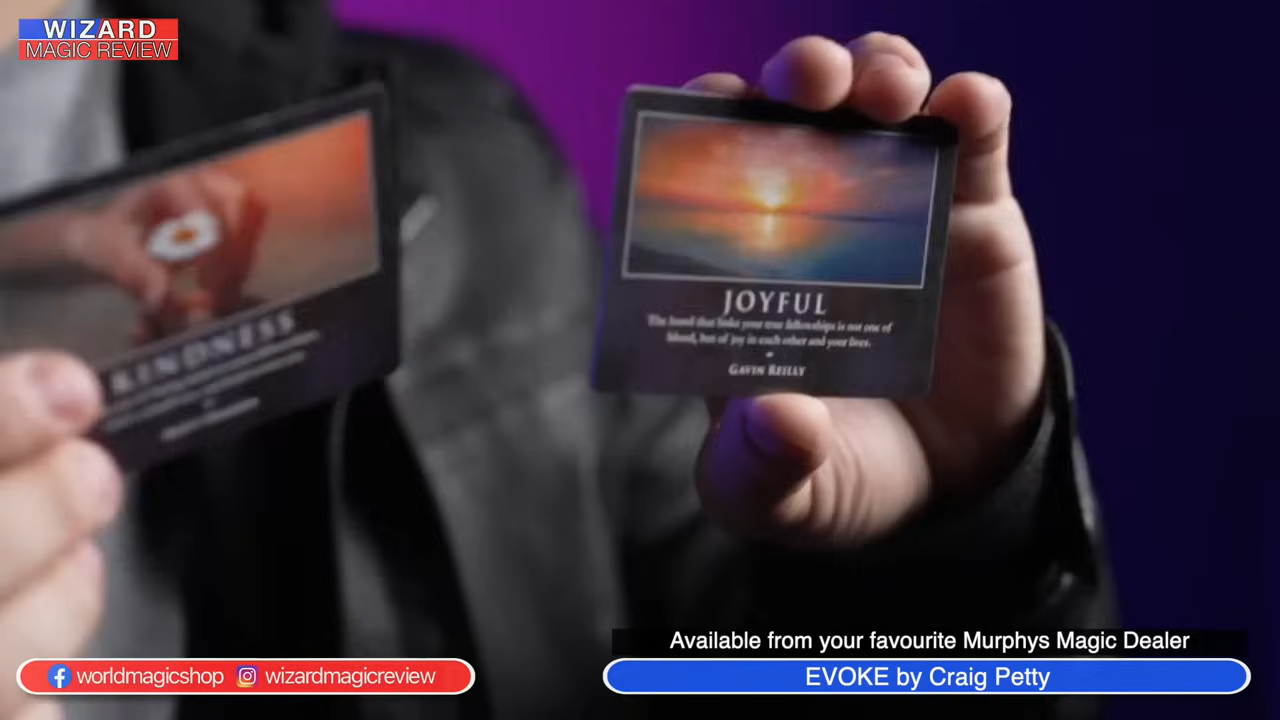 WIZARD
MAGIC REVIEW
JOYFUL
The bond that links your true fellowships is not one of
blood, but of joy in each other and your lives.
GAVIN REILLY
KINDNESS
Available from your favourite Murphys Magic Dealer
worldmagicshop wizardmagicreview
EVOKE by Craig Petty